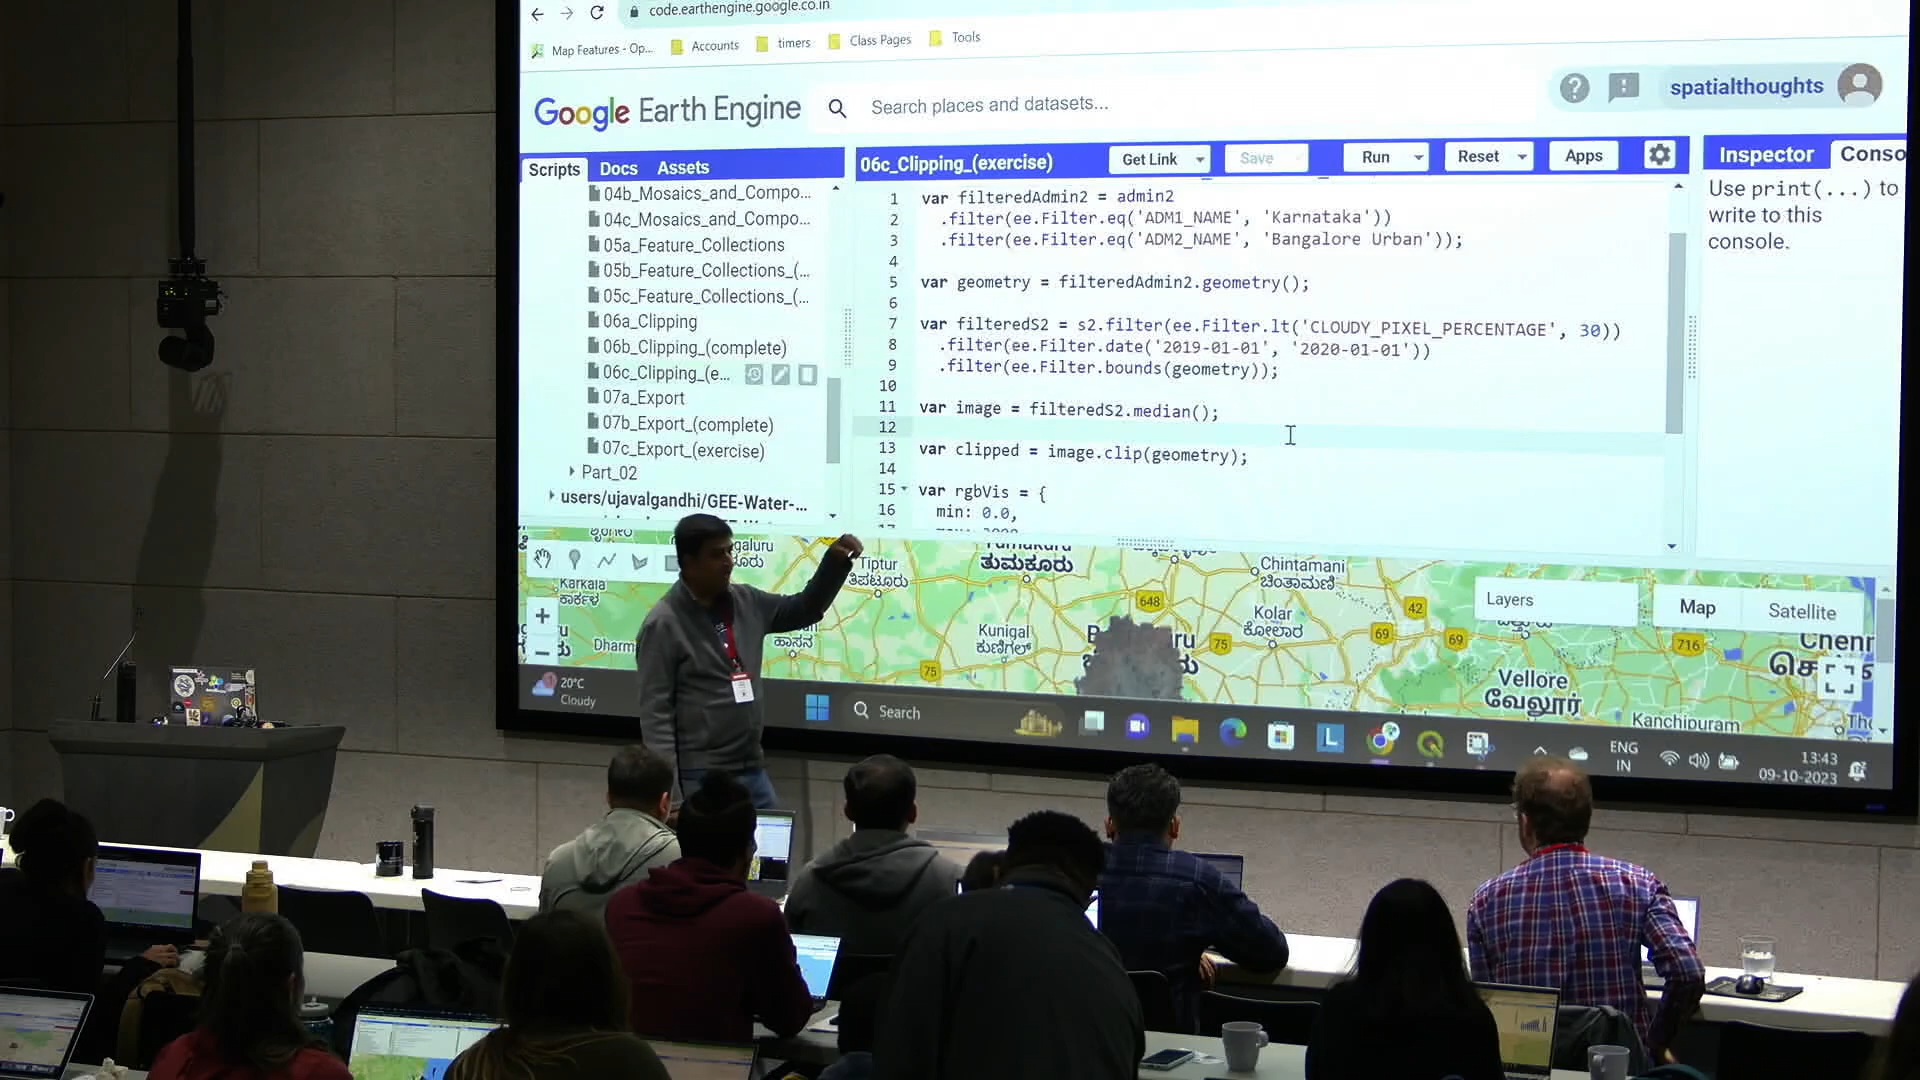 code.earthengine.google.co.in
Map Features - Op...
Accounts
timers
Class Pages
Tools
Google Earth Engine
Search places and datasets...
spatialthoughts
Scripts
Docs
Assets
06c_Clipping_(exercise)
Get Link
Save
Run
Reset
Apps
Inspector
Conso
04b_Mosaics_and_Compo...
04c_Mosaics_and_Compo...
05a_Feature_Collections
05b_Feature_Collections_(...
05c_Feature_Collections_(...
06a_Clipping
06b_Clipping_(complete)
06c_Clipping_(e...
07a_Export
07b_Export_(complete)
07c_Export_(exercise)
Part_02
users/ujavalgandhi/GEE-Water-...
1 var filteredAdmin2 = admin2
2 .filter(ee.Filter.eq('ADM1_NAME', 'Karnataka'))
3 .filter(ee.Filter.eq('ADM2_NAME', 'Bangalore Urban'));
4
5 var geometry = filteredAdmin2.geometry();
6
7 var filteredS2 = s2.filter(ee.Filter.lt('CLOUDY_PIXEL_PERCENTAGE', 30))
8 .filter(ee.Filter.date('2019-01-01', '2020-01-01'))
9 .filter(ee.Filter.bounds(geometry));
10
11 var image = filteredS2.median();
12
13 var clipped = image.clip(geometry);
14
15 var rgbVis = {
16 min: 0.0,
Use print(...) to
write to this
console.
galuru
Tiptur
ತಿಪಟೂರು
ತುಮಕೂರು
Chintamani
ಚಿಂತಾಮಣಿ
Karkala
ಕಾರ್ಕಳ
Dharm
ಹಾಸನ
Kunigal
ಕುಣಿಗಲ್
648
Kolar
ಕೋಲಾರ
42
69
69
75
75
716
Layers
Map
Satellite
Chenn
Vellore
வேலூர்
Kanchipuram
20°C
Cloudy
Search
ENG
IN
13:43
09-10-2023